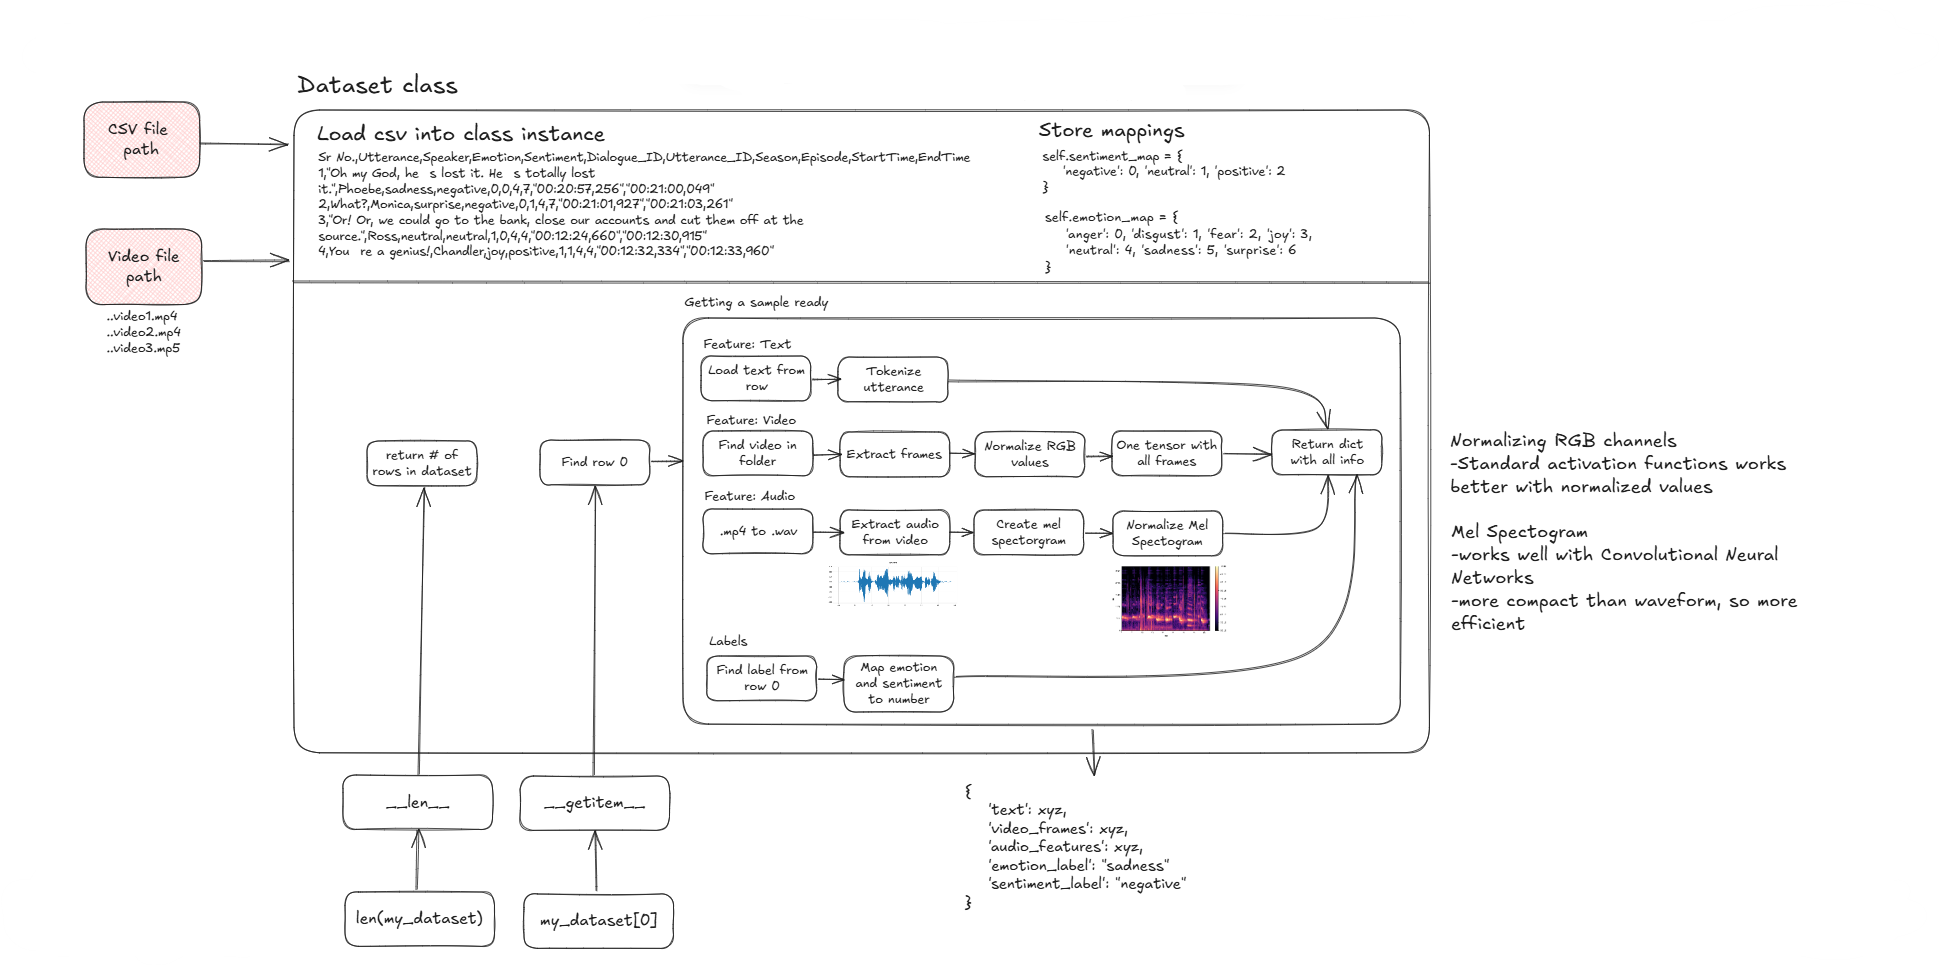 Dataset class
CSV file
path
Video file
path
..video1.mp4
..video2.mp4
..video3.mp5
Load csv into class instance
Sr No.,Utterance,Speaker,Emotion,Sentiment,Dialogue_ID,Utterance_ID,Season,Episode,StartTime,EndTime
1,"Oh my God, he  s lost it. He  s totally lost
it.",Phoebe,sadness,negative,0,0,4,7,"00:20:57,256","00:21:00,049"
2,What?,Monica,surprise,negative,0,1,4,7,"00:21:01,927","00:21:03,261"
3,"Or! Or, we could go to the bank, close our accounts and cut them off at the
source.",Ross,neutral,neutral,1,0,4,4,"00:12:24,660","00:12:30,915"
4,You  re a genius!,Chandler,joy,positive,1,1,4,4,"00:12:32,334","00:12:33,960"
Store mappings
self.sentiment_map = {
'negative': 0, 'neutral': 1, 'positive': 2
}
self.emotion_map = {
'anger': 0, 'disgust': 1, 'fear': 2, 'joy': 3,
'neutral': 4, 'sadness': 5, 'surprise': 6
}
Getting a sample ready
Feature: Text
Load text from
row
Tokenize
utterance
Feature: Video
Find video in
folder
Extract frames
Normalize RGB
values
One tensor with
all frames
Return dict
with all info
Feature: Audio
.mp4 to .wav
Extract audio
from video
Create mel
spectorgram
Normalize Mel
Spectogram
Labels
Find label from
row 0
Map emotion
and sentiment
to number
return # of
rows in dataset
Find row 0
__len__
__getitem__
len(my_dataset)
my_dataset[0]
{
'text': xyz,
'video_frames': xyz,
'audio_features': xyz,
'emotion_label': "sadness"
'sentiment_label': "negative"
}
Normalizing RGB channels
-Standard activation functions works
better with normalized values
Mel Spectogram
-works well with Convolutional Neural
Networks
-more compact than waveform, so more
efficient